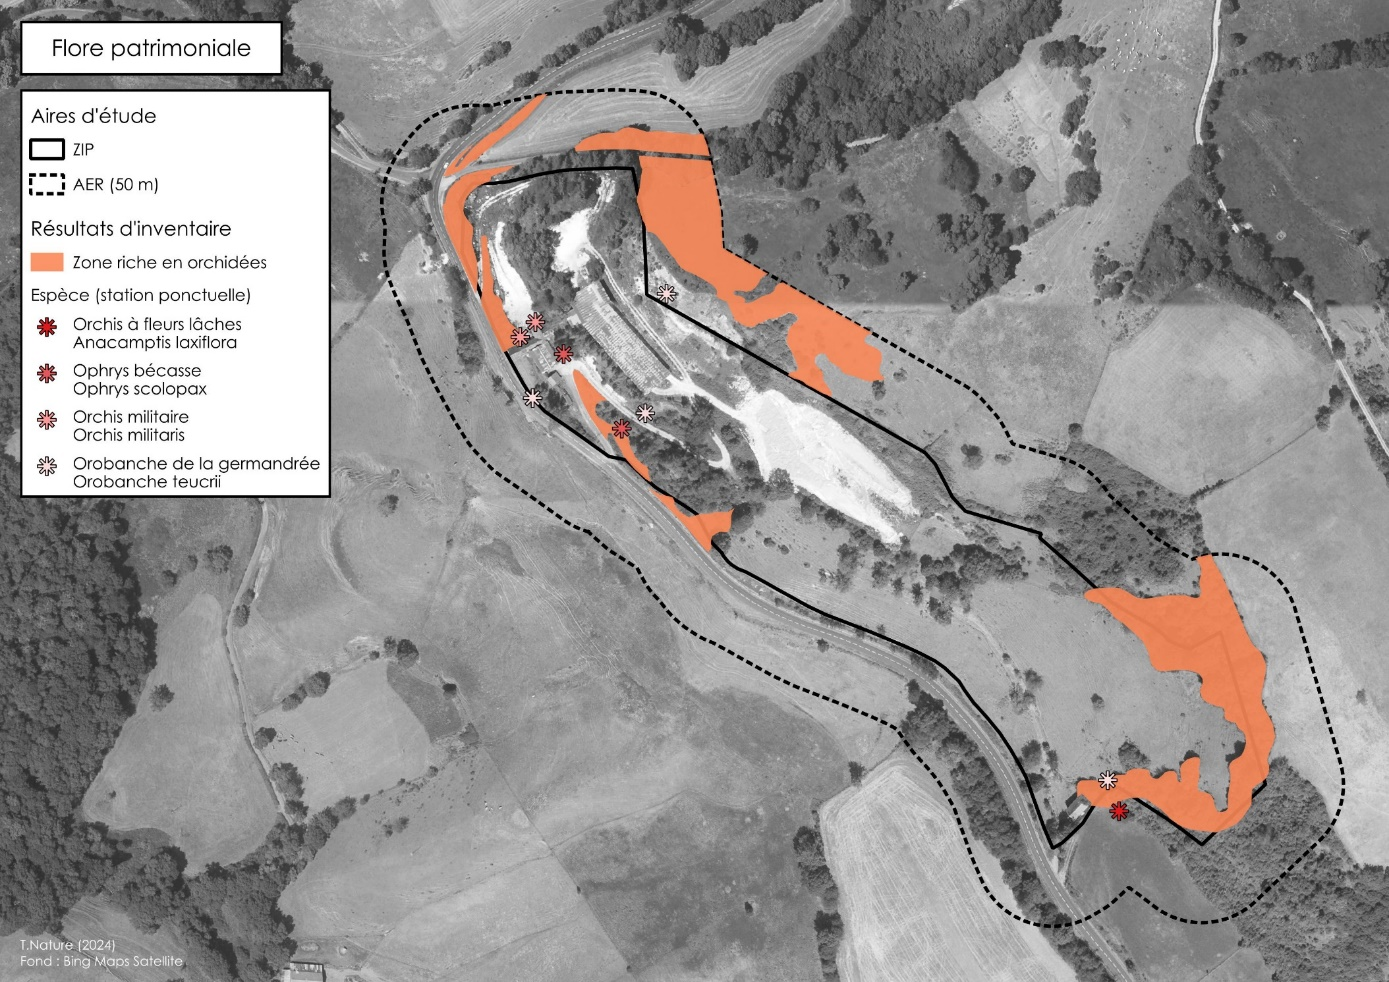 Flore patrimoniale
Aires d'étude
ZIP
AER (50 m)
Résultats d'inventaire
Zone riche en orchidées
Espèce (station ponctuelle)
Orchis à fleurs lâches
Anacamptis laxiflora
Ophrys bécasse
Ophrys scolopax
Orchis militaire
Orchis militaris
Orobanche de la germandrée
Orobanche teucrii
T.Nature (2024)
Fond : Bing Maps Satellite